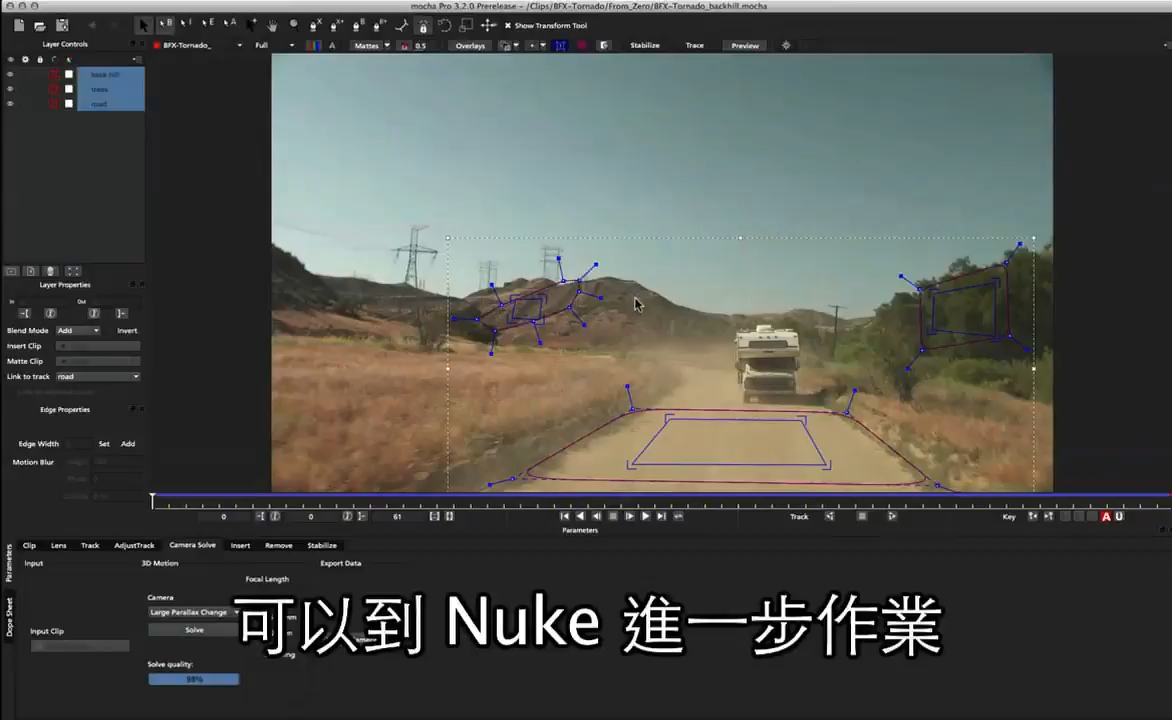 mocha Pro 3.2.0 Prerelease - /Clips/BFX-Tornado/From_Zero/BFX-Tornado_backhill.mocha
Show Transform Tool
Layer Controls
BFX-Tornado_
Full
Mattes
0.5
Overlays
Stabilize
Trace
Preview
back hill
trees
road
Layer Properties
In
Out
Blend Mode
Add
Invert
Insert Clip
Matte Clip
Link to track
road
Edge Properties
Edge Width
Set
Add
Motion Blur
0
0
61
Track
Key
A
Ü
Parameters
Parameters
Dope Sheet
Clip
Lens
Track
AdjustTrack
Camera Solve
Insert
Remove
Stabilize
Input
3D Motion
Export Data
Focal Length
Camera
Large Parallax Change
Input Clip
Solve
Solve quality:
98%
可以到 Nuke 進一步作業